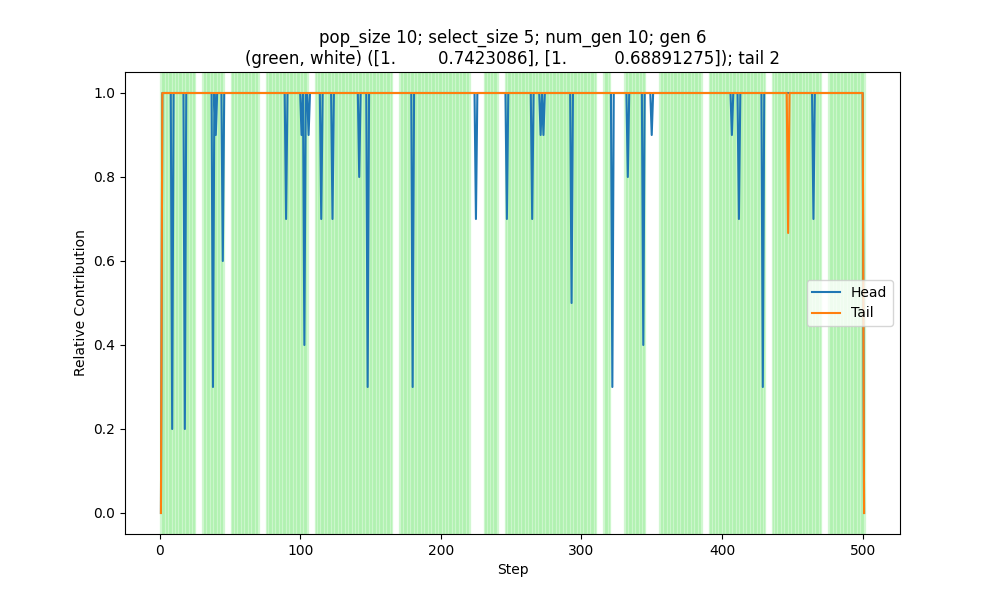 pop_size 10; select_size 5; num_gen 10; gen 6
(green, white) ([1.         0.7423086], [1.         0.68891275]); tail 2
1.0
0.8
0.6
0.4
0.2
0.0
Relative Contribution
Head
Tail
0
100
200
300
400
500
Step